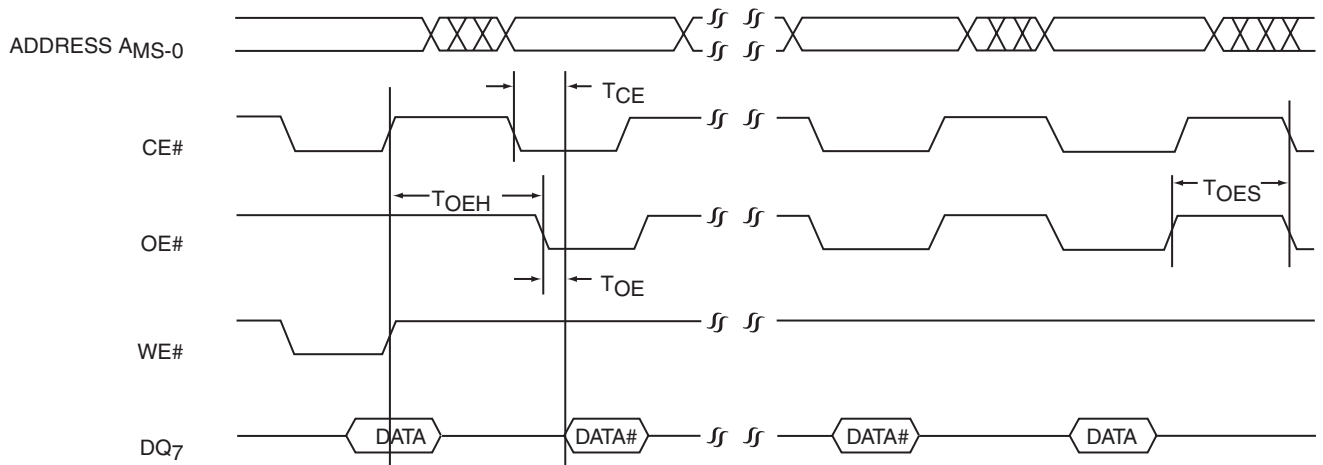 ADDRESS AMS-0
TCE
CE#
TOEH
TOES
OE#
TOE
WE#
DATA DATA# DATA# DATA
DQ7